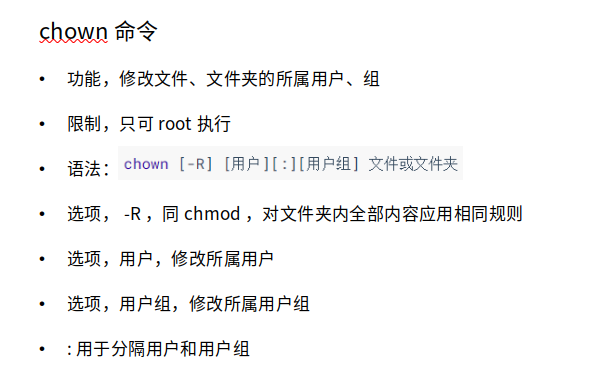 chown 命令
• 功能，修改文件、文件夹的所属用户、组
• 限制，只可 root 执行
• 语法：chown [-R] [用户][:][用户组] 文件或文件夹
• 选项， -R ，同 chmod ，对文件夹内全部内容应用相同规则
• 选项，用户，修改所属用户
• 选项，用户组，修改所属用户组
• : 用于分隔用户和用户组